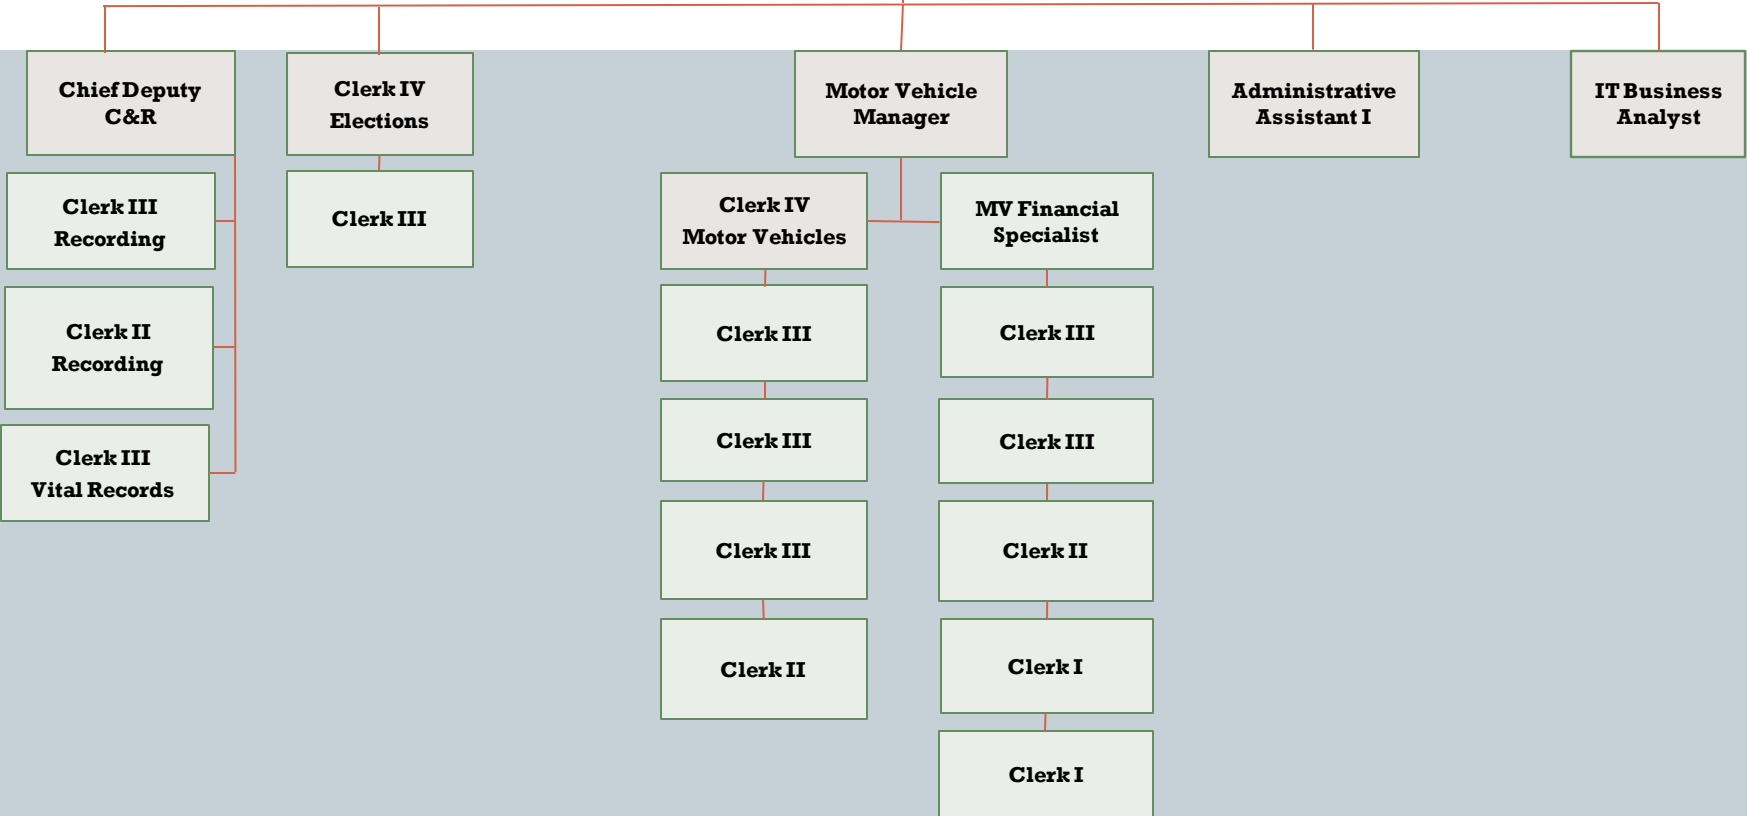 Chief Deputy
C&R
Clerk IV
Elections
Motor Vehicle
Manager
Administrative
Assistant I
IT Business
Analyst
Clerk III
Recording
Clerk III
Clerk IV
Motor Vehicles
MV Financial
Specialist
Clerk II
Recording
Clerk III
Clerk III
Clerk III
Vital Records
Clerk III
Clerk III
Clerk III
Clerk II
Clerk II
Clerk I
Clerk I